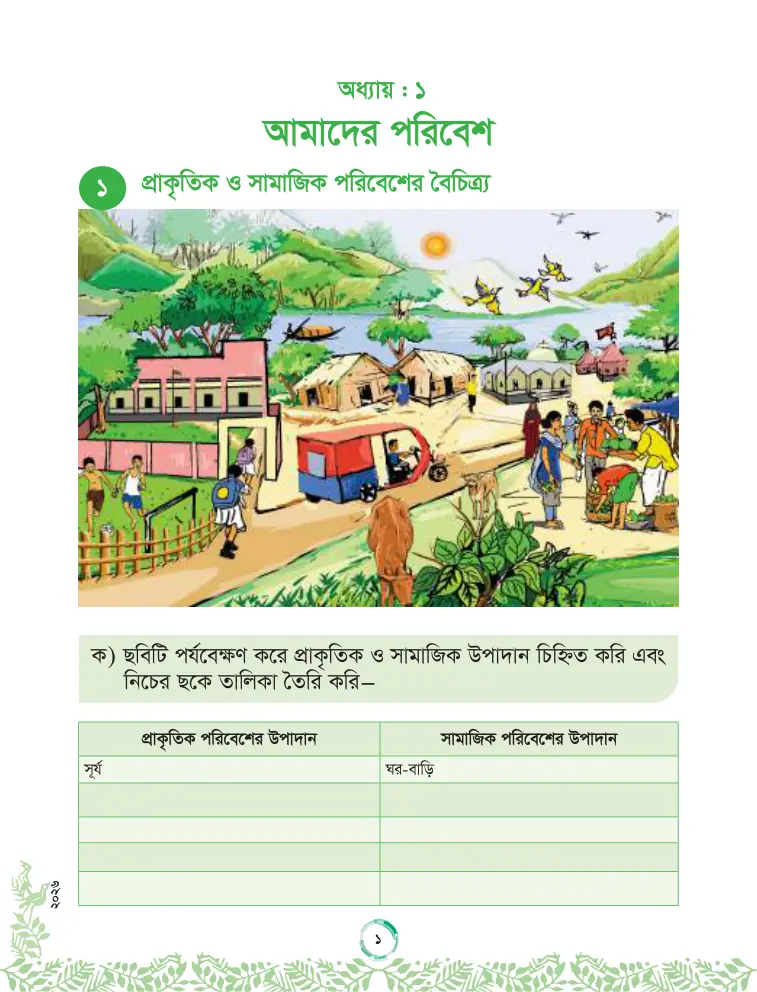 অধ্যায় : ১
আমাদের পরিবেশ
১ প্রাকৃতিক ও সামাজিক পরিবেশের বৈচিত্র্য
ক) ছবিটি পর্যবেক্ষণ করে প্রাকৃতিক ও সামাজিক উপাদান চিহ্নিত করি এবং
নিচের ছকে তালিকা তৈরি করি–
প্রাকৃতিক পরিবেশের উপাদান সামাজিক পরিবেশের উপাদান
সূর্য ঘর-বাড়ি
২০২৬
১